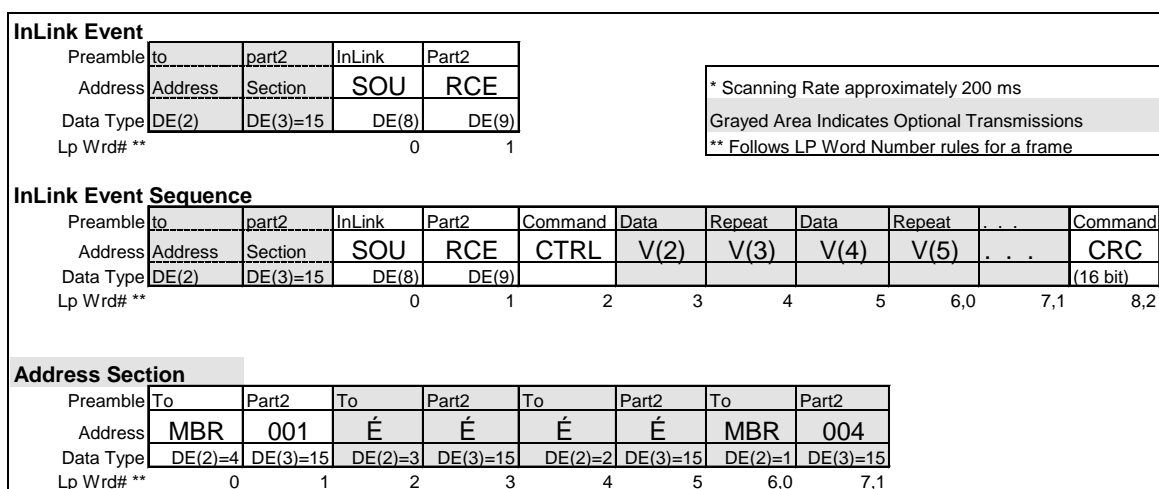 InLink Event
Preamble to part2 InLink Part2
Address Address Section SOU RCE
Data Type DE(2) DE(3)=15 DE(8) DE(9)
Lp Wrd# ** 0 1
* Scanning Rate approximately 200 ms
Grayed Area Indicates Optional Transmissions
** Follows LP Word Number rules for a frame
InLink Event Sequence
Preamble to part2 InLink Part2 Command Data Repeat Data Repeat . . . Command
Address Address Section SOU RCE CTRL V(2) V(3) V(4) V(5) . . . CRC
Data Type DE(2) DE(3)=15 DE(8) DE(9) (16 bit)
Lp Wrd# ** 0 1 2 3 4 5 6,0 7,1 8,2
Address Section
Preamble To Part2 To Part2 To Part2 To Part2
Address MBR 001 É É É É MBR 004
Data Type DE(2)=4 DE(3)=15 DE(2)=3 DE(3)=15 DE(2)=2 DE(3)=15 DE(2)=1 DE(3)=15
Lp Wrd# ** 0 1 2 3 4 5 6,0 7,1